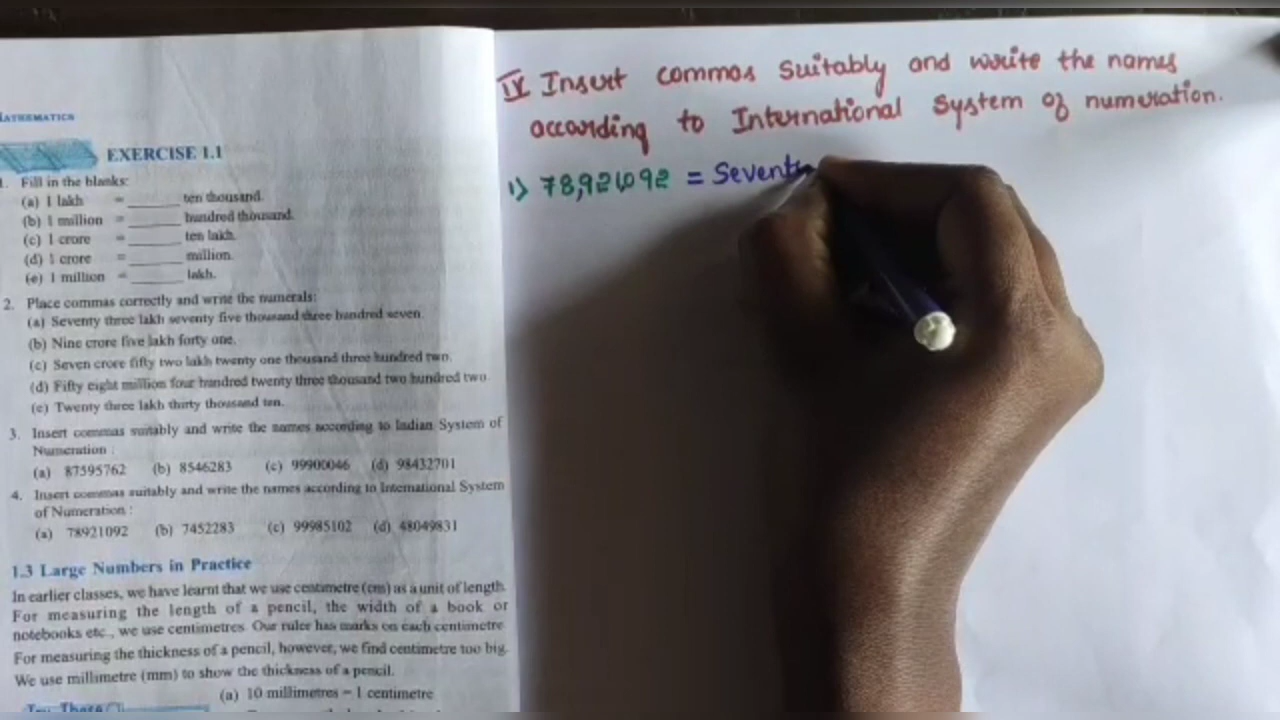 MATHEMATICS
EXERCISE 1.1
1. Fill in the blanks:
(a) 1 lakh = ______ ten thousand.
(b) 1 million = ______ hundred thousand.
(c) 1 crore = ______ ten lakh.
(d) 1 crore = ______ million.
(e) 1 million = ______ lakh.
2. Place commas correctly and write the numerals:
(a) Seventy three lakh seventy five thousand three hundred seven.
(b) Nine crore five lakh forty one.
(c) Seven crore fifty two lakh twenty one thousand three hundred two.
(d) Fifty eight million four hundred twenty three thousand two hundred two.
(e) Twenty three lakh thirty thousand ten.
3. Insert commas suitably and write the names according to Indian System of
Numeration :
(a) 87595762 (b) 8546283 (c) 99900046 (d) 98432701
4. Insert commas suitably and write the names according to International System
of Numeration :
(a) 78921092 (b) 7452283 (c) 99985102 (d) 48049831
1.3 Large Numbers in Practice
In earlier classes, we have learnt that we use centimetre (cm) as a unit of length.
For measuring the length of a pencil, the width of a book or
notebooks etc., we use centimetres. Our ruler has marks on each centimetre.
For measuring the thickness of a pencil, however, we find centimetre too big.
We use millimetre (mm) to show the thickness of a pencil.
(a) 10 millimetres = 1 centimetre
IV Insert commas suitably and write the names
according to International System of numeration.
1) 78,921,092 = Sevent